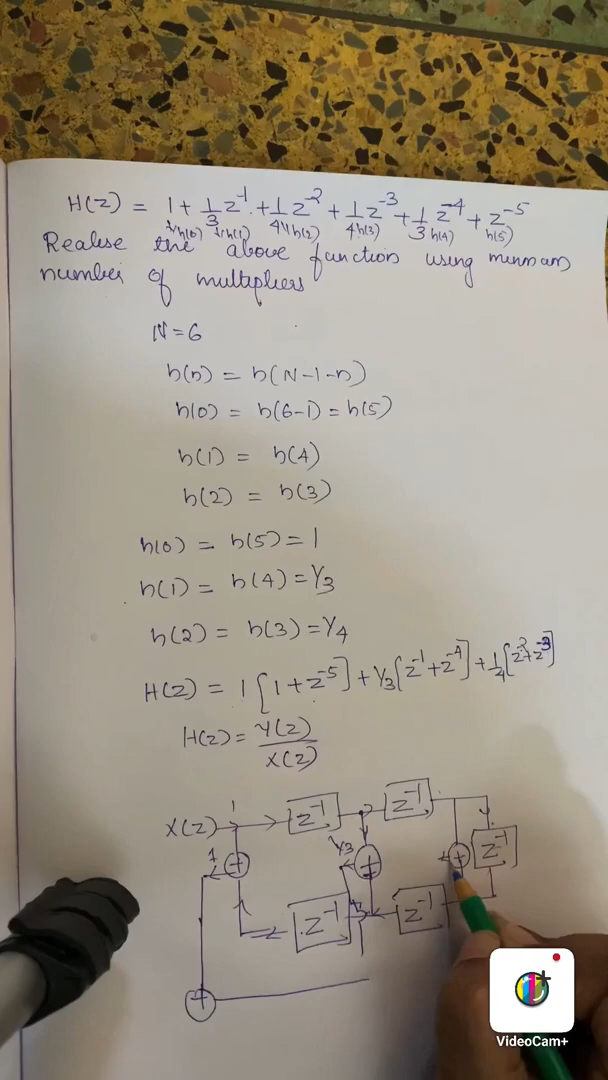 H(z) = 1 + 1/3 z^-1 + 1/4 z^-2 + 1/4 z^-3 + 1/3 z^-4 + z^-5
h(0) h(1) h(2) h(3) h(4) h(5)
Realise the above function using
number of multipliers
N=6
h(n) = h(N-1-n)
h(0) = h(6-1) = h(5)
h(1) = h(4)
h(2) = h(3)
h(0) = h(5) = 1
h(1) = h(4) = 1/3
h(2) = h(3) = 1/4
H(z) = 1[1+z^-5] + 1/3[z^-1+z^-4] + 1/4[z^-2+z^-3]
H(z) = Y(z)/X(z)
X(z) 1 z^-1 z^-1
1 + 1/3 + + z^-1
z^-1 z^-1
+
VideoCam+